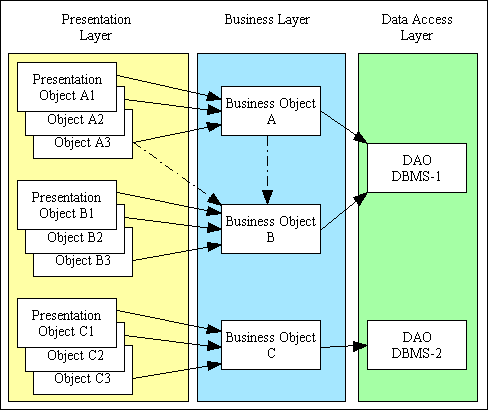 Presentation
Layer
Business Layer
Data Access
Layer
Presentation
Object A1
Object A2
Object A3
Business Object
A
DAO
DBMS-1
Presentation
Object B1
Object B2
Object B3
Business Object
B
Presentation
Object C1
Object C2
Object C3
Business Object
C
DAO
DBMS-2